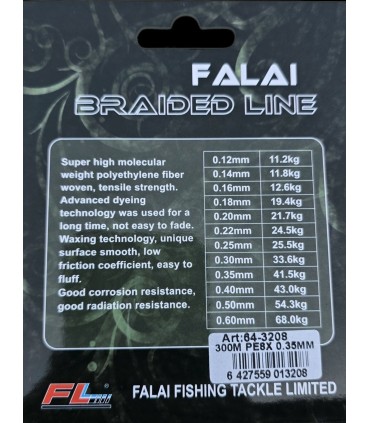 FALAI
BRAIDED LINE
Super high molecular
weight polyethylene fiber
woven, tensile strength.
Advanced dyeing
technology was used for a
long time, not easy to fade.
Waxing technology, unique
surface smooth, low
friction coefficient, easy to
fluff.
Good corrosion resistance,
good radiation resistance.
0.12mm 11.2kg
0.14mm 11.8kg
0.16mm 12.6kg
0.18mm 19.4kg
0.20mm 21.7kg
0.22mm 24.5kg
0.25mm 25.5kg
0.30mm 33.6kg
0.35mm 41.5kg
0.40mm 43.0kg
0.50mm 54.3kg
0.60mm 68.0kg
Art:64-3208
300M PE8X 0.35MM
6 427559 013208
FL
FALAI FISHING TACKLE LIMITED